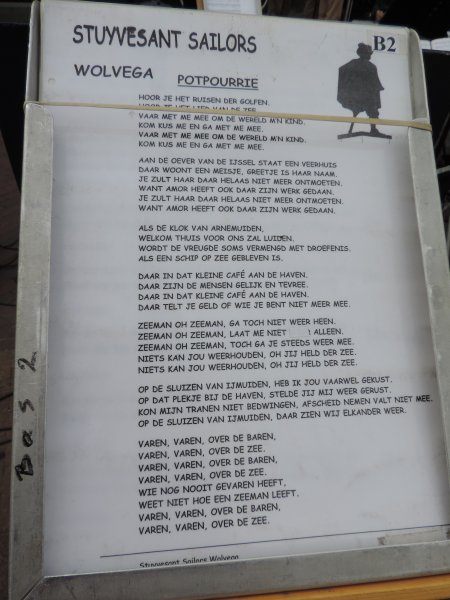 STUYVESANT SAILORS
B2
WOLVEGA POTPOURRIE
HOOR JE HET RUISEN DER GOLFEN,
HOOR JE HET LIED VAN DE ZEE.
VAAR MET ME MEE OM DE WERELD M'N KIND.
KOM KUS ME EN GA MET ME MEE.
VAAR MET ME MEE OM DE WERELD M'N KIND.
KOM KUS ME EN GA MET ME MEE.
AAN DE OEVER VAN DE IJSSEL STAAT EEN VEERHUIS
DAAR WOONT EEN MEISJE, GREETJE IS HAAR NAAM.
JE ZULT HAAR DAAR HELAAS NIET MEER ONTMOETEN.
WANT AMOR HEEFT OOK DAAR ZIJN WERK GEDAAN.
JE ZULT HAAR DAAR HELAAS NIET MEER ONTMOETEN.
WANT AMOR HEEFT OOK DAAR ZIJN WERK GEDAAN.
ALS DE KLOK VAN ARNEMUIDEN,
WELKOM THUIS VOOR ONS ZAL LUIDEN.
WORDT DE VREUGDE SOMS VERMENGD MET DROEFENIS.
ALS EEN SCHIP OP ZEE GEBLEVEN IS.
DAAR IN DAT KLEINE CAFÉ AAN DE HAVEN.
DAAR ZIJN DE MENSEN GELIJK EN TEVREE.
DAAR IN DAT KLEINE CAFÉ AAN DE HAVEN.
DAAR TELT JE GELD OF WIE JE BENT NIET MEER MEE.
ZEEMAN OH ZEEMAN, GA TOCH NIET WEER HEEN.
ZEEMAN OH ZEEMAN, LAAT ME NIET ALLEEN.
ZEEMAN OH ZEEMAN, TOCH GA JE STEEDS WEER MEE.
NIETS KAN JOU WEERHOUDEN, OH JIJ HELD DER ZEE.
NIETS KAN JOU WEERHOUDEN, OH JIJ HELD DER ZEE.
OP DE SLUIZEN VAN IJMUIDEN, HEB IK JOU VAARWEL GEKUST.
OP DAT PLEKJE BIJ DE HAVEN, STELDE JIJ MIJ WEER GERUST.
KON MIJN TRANEN NIET BEDWINGEN, AFSCHEID NEMEN VALT NIET MEE.
OP DE SLUIZEN VAN IJMUIDEN, DAAR ZIEN WIJ ELKANDER WEER.
VAREN, VAREN, OVER DE BAREN,
VAREN, VAREN, OVER DE ZEE.
VAREN, VAREN, OVER DE BAREN,
VAREN, VAREN, OVER DE ZEE.
WIE NOG NOOIT GEVAREN HEEFT,
WEET NIET HOE EEN ZEEMAN LEEFT.
VAREN, VAREN, OVER DE BAREN,
VAREN, VAREN, OVER DE ZEE.
Stuyvesant Sailors Wolvega
Bas 2